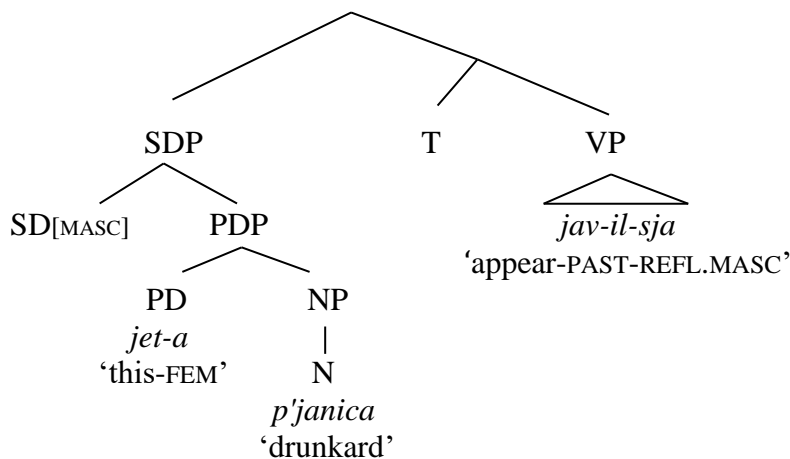 SDP T VP
SD[MASC] PDP jav-il-sja
‘appear-PAST-REFL.MASC’
PD NP
jet-a
‘this-FEM’ N
p'janica
‘drunkard’